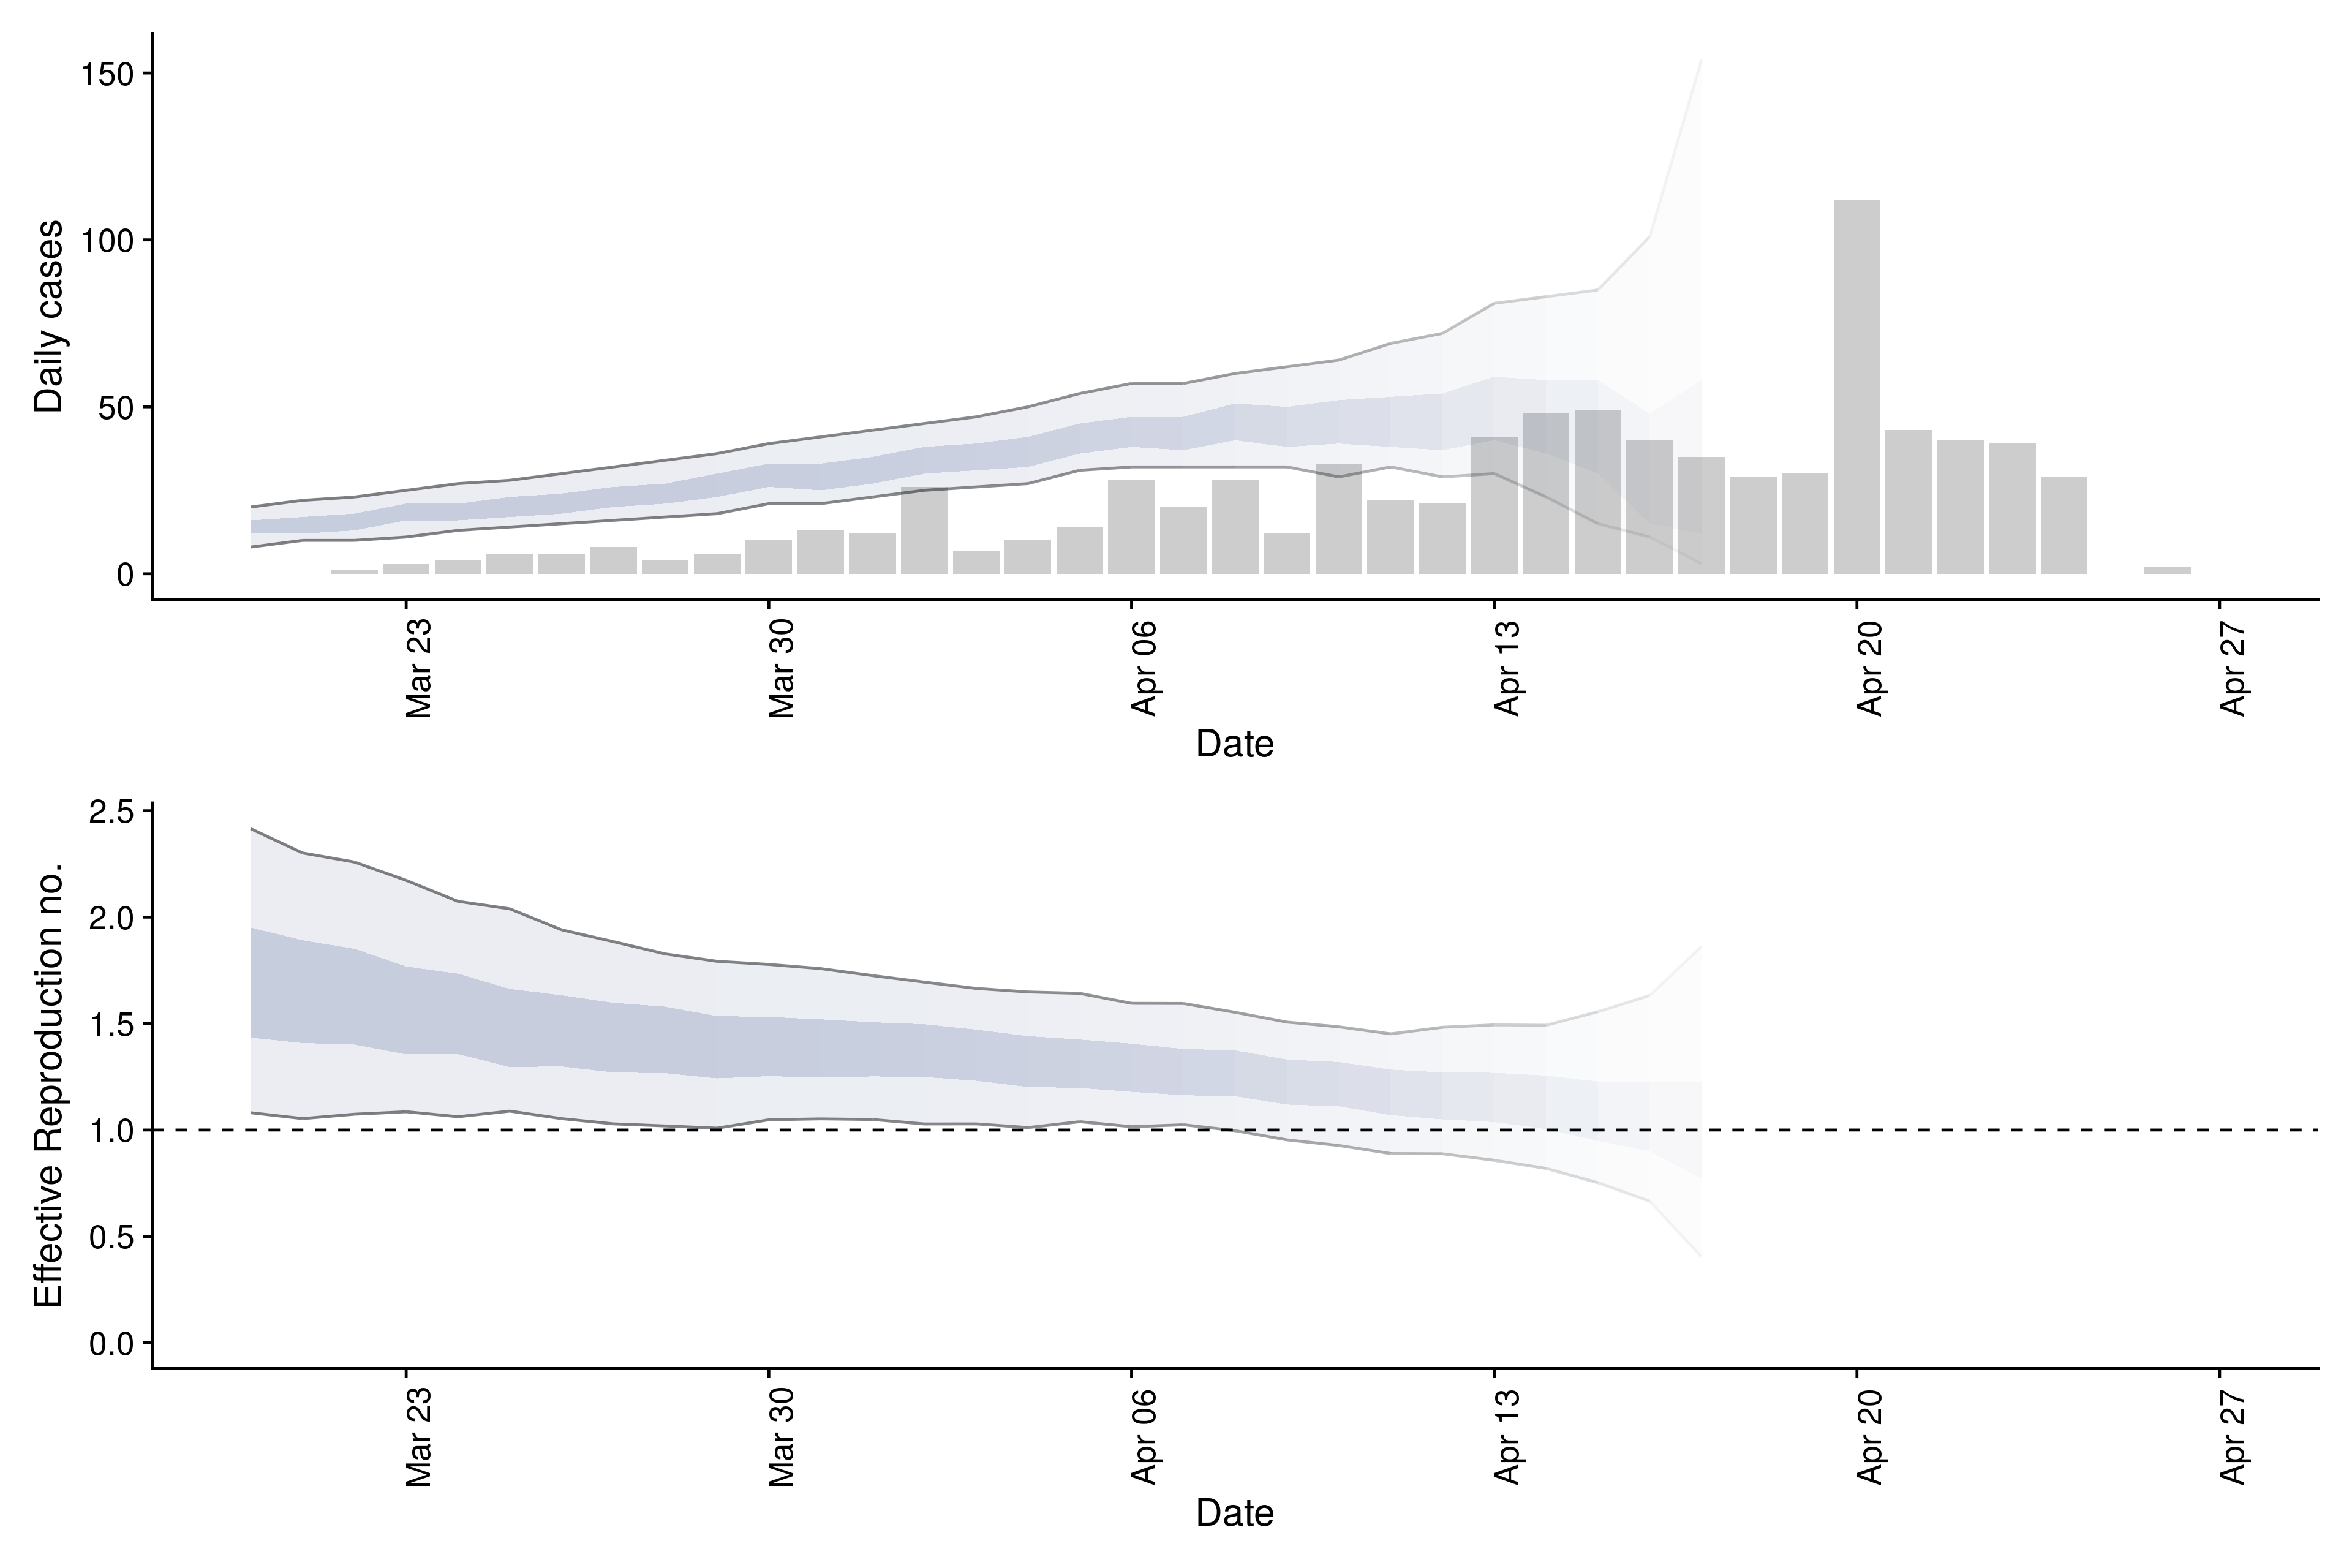 Daily cases
150
100
50
0
Mar 23
Mar 30
Apr 06
Apr 13
Apr 20
Apr 27
Date
Effective Reproduction no.
2.5
2.0
1.5
1.0
0.5
0.0
Mar 23
Mar 30
Apr 06
Apr 13
Apr 20
Apr 27
Date